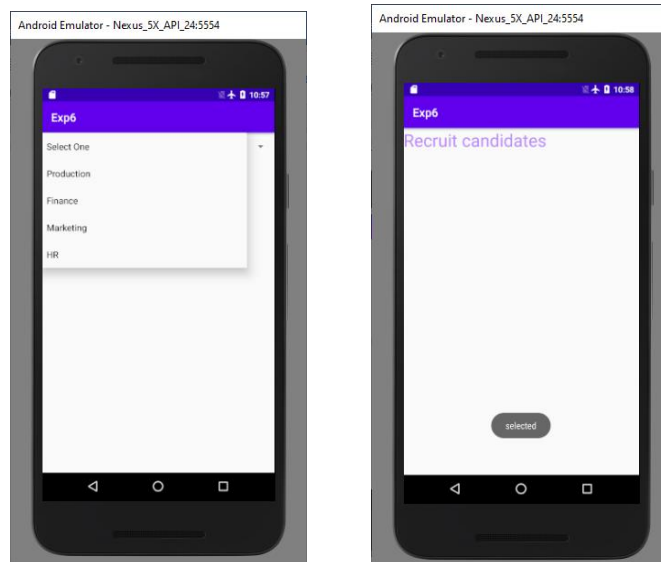 Android Emulator - Nexus_5X_API_24:5554
10:57
Exp6
Select One
Production
Finance
Marketing
HR
Android Emulator - Nexus_5X_API_24:5554
10:58
Exp6
Recruit candidates
selected